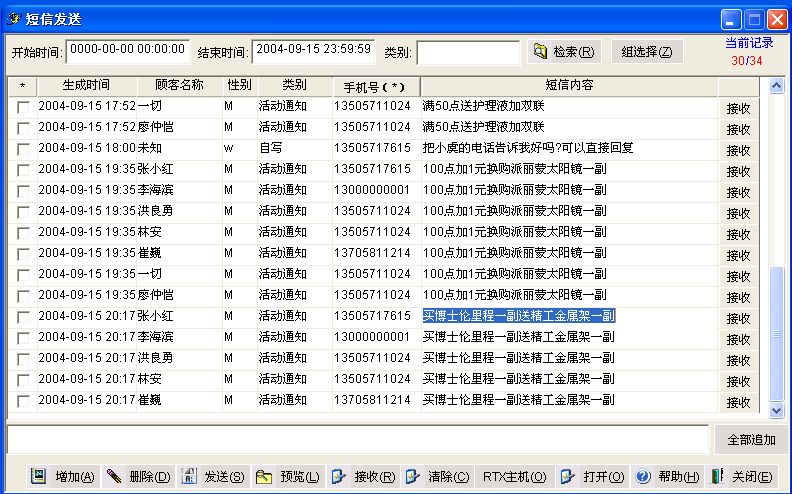 短信发送
开始时间: 0000-00-00 00:00:00 结束时间: 2004-09-15 23:59:59 类别: 检索(R) 组选择(Z) 当前记录
30/34
* 生成时间 顾客名称 性别 类别 手机号(*) 短信内容
2004-09-15 17:52 一切 M 活动通知 13505711024 满50点送护理液加双联 接收
2004-09-15 17:52 廖仲恺 M 活动通知 13505711024 满50点送护理液加双联 接收
2004-09-15 18:00 未知 w 自写 13505717615 把小虞的电话告诉我好吗?可以直接回复 接收
2004-09-15 19:35 张小红 M 活动通知 13505717615 100点加1元换购派丽蒙太阳镜一副 接收
2004-09-15 19:35 李海滨 M 活动通知 13000000001 100点加1元换购派丽蒙太阳镜一副 接收
2004-09-15 19:35 洪良勇 M 活动通知 13505711024 100点加1元换购派丽蒙太阳镜一副 接收
2004-09-15 19:35 林安 M 活动通知 13505711024 100点加1元换购派丽蒙太阳镜一副 接收
2004-09-15 19:35 崔巍 M 活动通知 13705811214 100点加1元换购派丽蒙太阳镜一副 接收
2004-09-15 19:35 一切 M 活动通知 13505711024 100点加1元换购派丽蒙太阳镜一副 接收
2004-09-15 19:35 廖仲恺 M 活动通知 13505711024 100点加1元换购派丽蒙太阳镜一副 接收
2004-09-15 20:17 张小红 M 活动通知 13505717615 买博士伦里程一副送精工金属架一副 接收
2004-09-15 20:17 李海滨 M 活动通知 13000000001 买博士伦里程一副送精工金属架一副 接收
2004-09-15 20:17 洪良勇 M 活动通知 13505711024 买博士伦里程一副送精工金属架一副 接收
2004-09-15 20:17 林安 M 活动通知 13505711024 买博士伦里程一副送精工金属架一副 接收
2004-09-15 20:17 崔巍 M 活动通知 13705811214 买博士伦里程一副送精工金属架一副 接收
全部追加
增加(A) 删除(D) 发送(S) 预览(L) 接收(R) 清除(C) RTX主机(O) 打开(O) 帮助(H) 关闭(E)